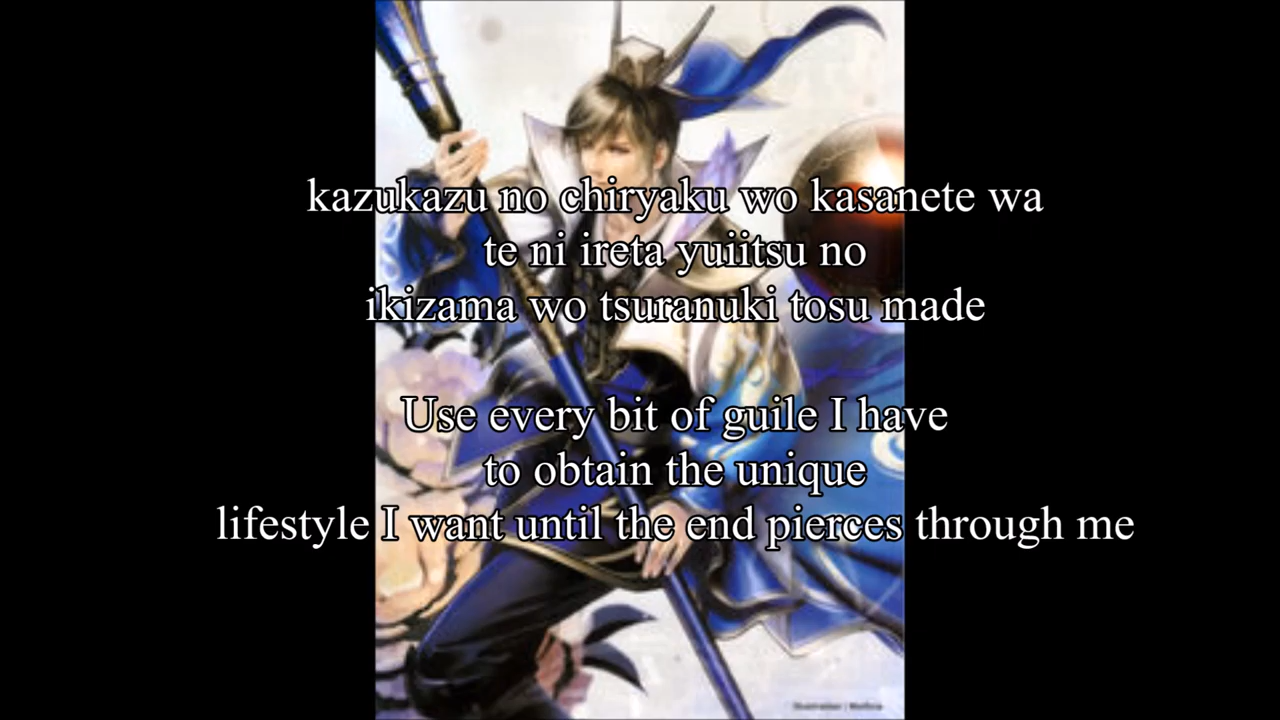 kazukazu no chiryaku wo kasanete wa
te ni ireta yuiitsu no
ikizama wo tsuranuki tosu made
Use every bit of guile I have
to obtain the unique
lifestyle I want until the end pierces through me